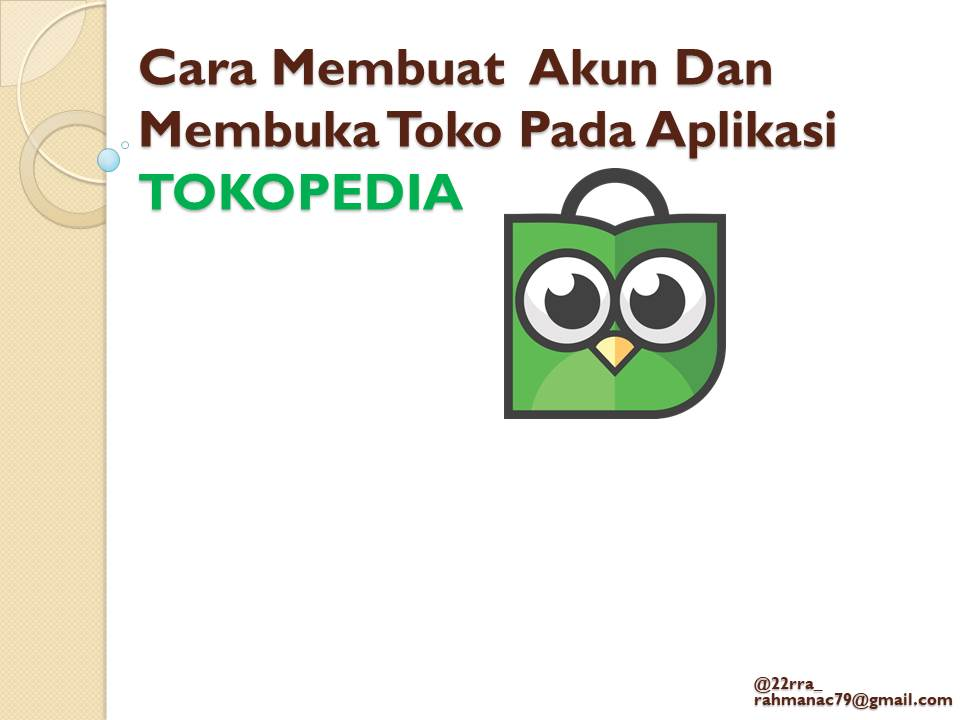 Cara Membuat Akun Dan
Membuka Toko Pada Aplikasi
TOKOPEDIA
@22rra_
rahmanac79@gmail.com